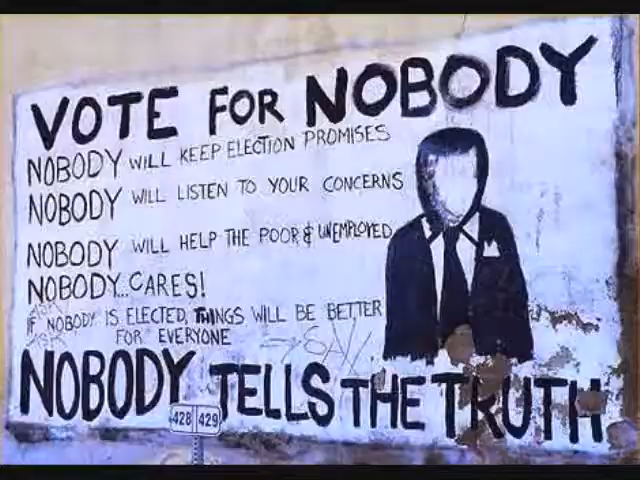 VOTE FOR NOBODY
NOBODY WILL KEEP ELECTION PROMISES
NOBODY WILL LISTEN TO YOUR CONCERNS
NOBODY WILL HELP THE POOR & UNEMPLOYED
NOBODY...CARES!
IF NOBODY IS ELECTED, THINGS WILL BE BETTER
FOR EVERYONE
NOBODY TELLS THE TRUTH
428 429